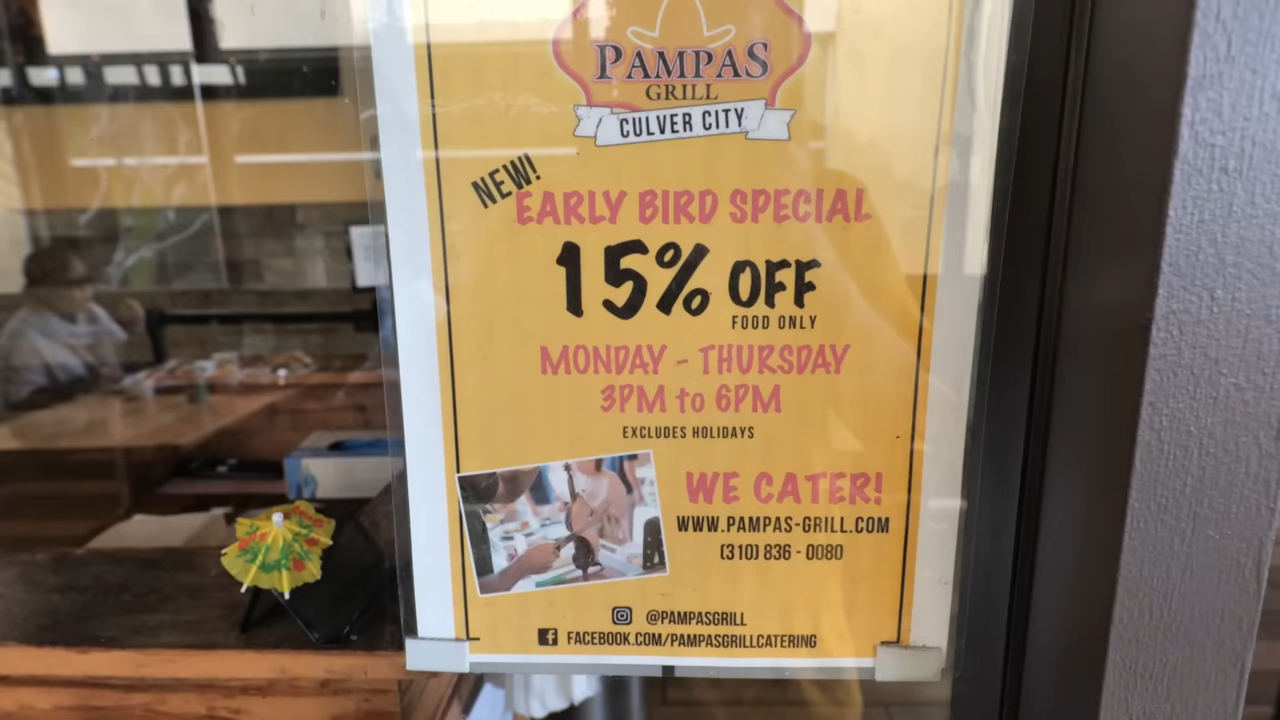 PAMPAS
GRILL
CULVER CITY
NEW!
EARLY BIRD SPECIAL
15% OFF
FOOD ONLY
MONDAY - THURSDAY
3PM to 6PM
EXCLUDES HOLIDAYS
WE CATER!
WWW.PAMPAS-GRILL.COM
(310) 836 - 0080
@PAMPASGRILL
FACEBOOK.COM/PAMPASGRILLCATERING